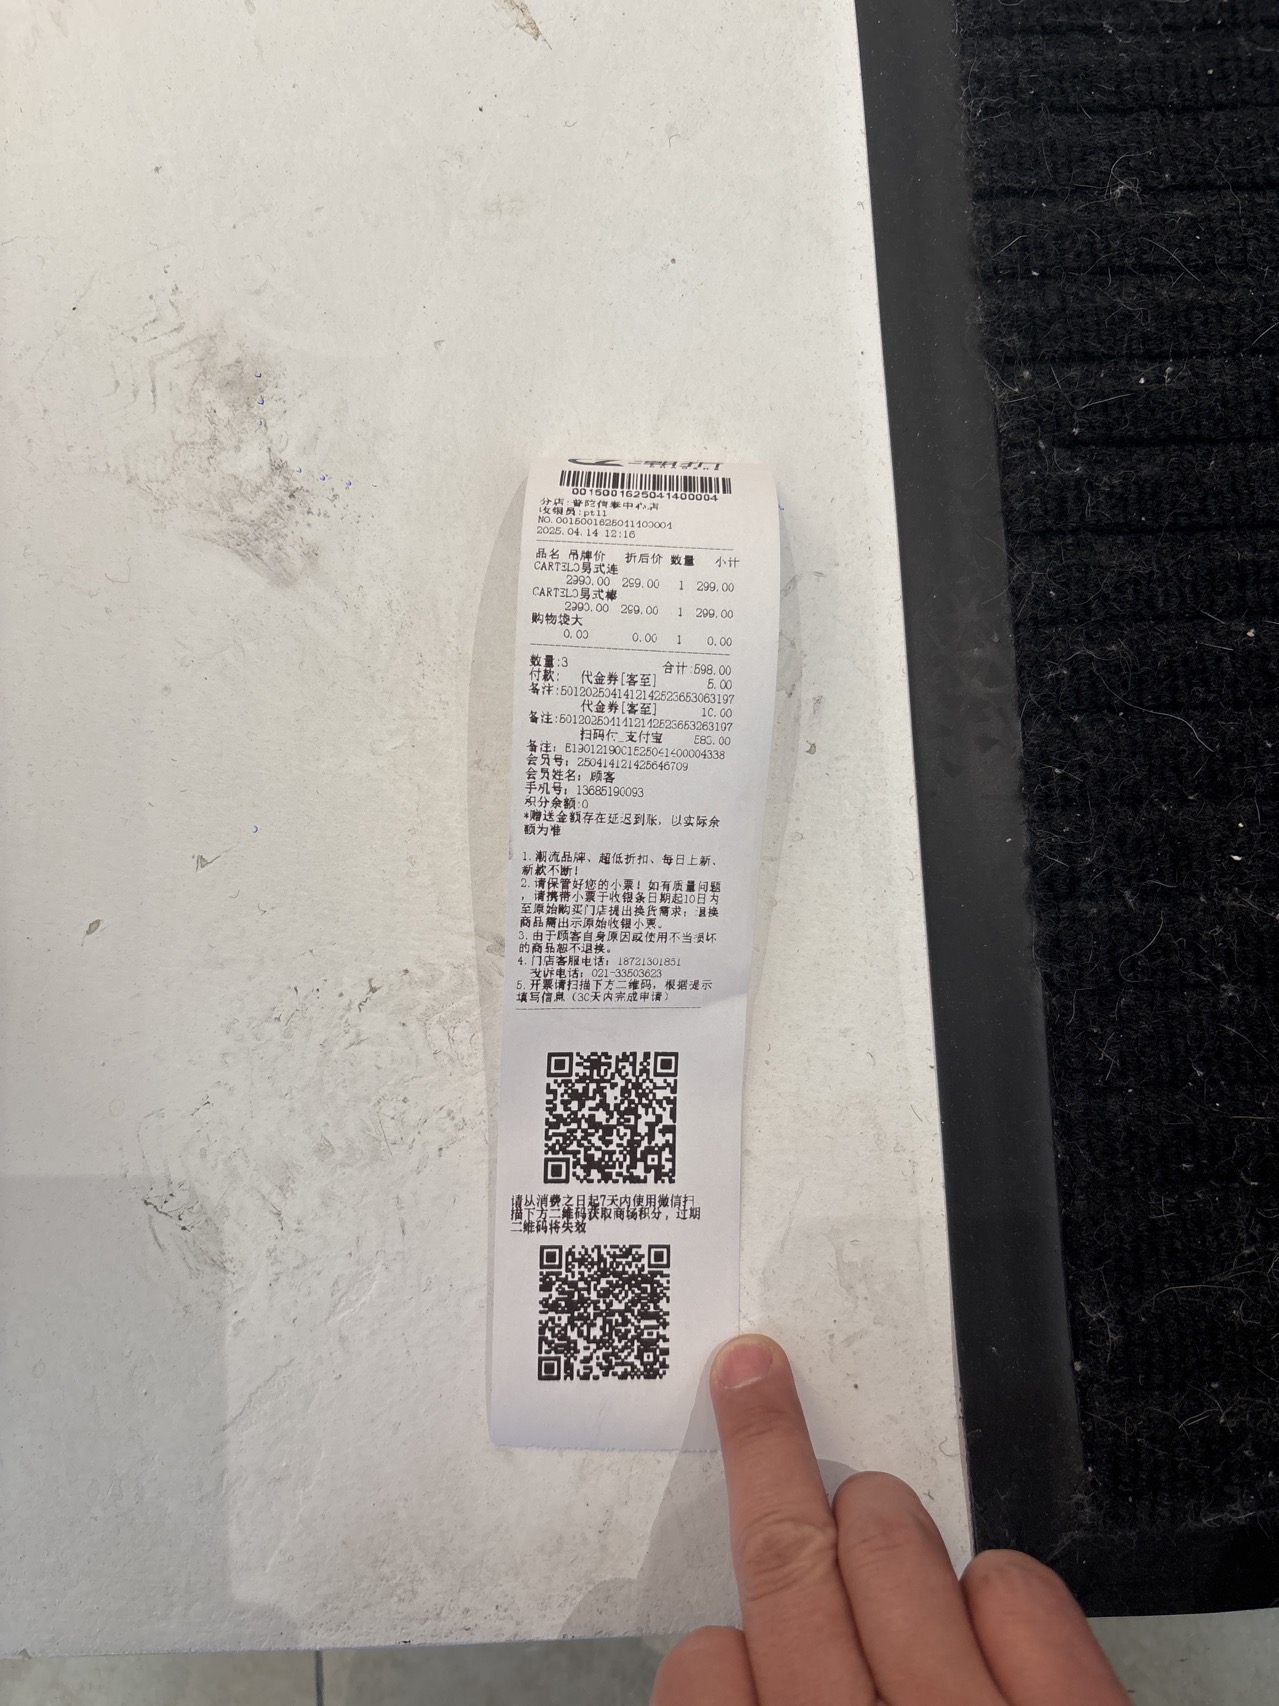 0015001625041400004
分店:普陀信泰中心店
收银员:pt11
NO.0015001625041400004
2025.04.14 12:16
品名 吊牌价 折后价 数量 小计
CARTELO男式连
2990.00 299.00 1 299.00
CARTELO男式棒
2990.00 299.00 1 299.00
购物袋大
0.00 0.00 1 0.00
数量:3 合计:598.00
付款: 代金券[客至] 5.00
备注:5012025041412142523653063197
代金券[客至] 10.00
备注:5012025041412142523653263197
扫码付_支付宝 583.00
备注: E1901219001525041400004338
会员号: 250414121425646709
会员姓名: 顾客
手机号: 13685190093
积分余额:0
*赠送金额存在延迟到账, 以实际余
额为准
1. 潮流品牌、超低折扣、每日上新、
新款不断!
2. 请保管好您的小票! 如有质量问题
, 请携带小票于收银条日期起10日内
至原始购买门店提出换货需求; 退换
商品需出示原始收银小票。
3. 由于顾客自身原因或使用不当损坏
的商品恕不退换。
4. 门店客服电话: 18721301851
投诉电话: 021-33503623
5. 开票请扫描下方二维码, 根据提示
填写信息 (30天内完成申请)
请从消费之日起7天内使用微信扫
描下方二维码获取商场积分, 过期
二维码将失效